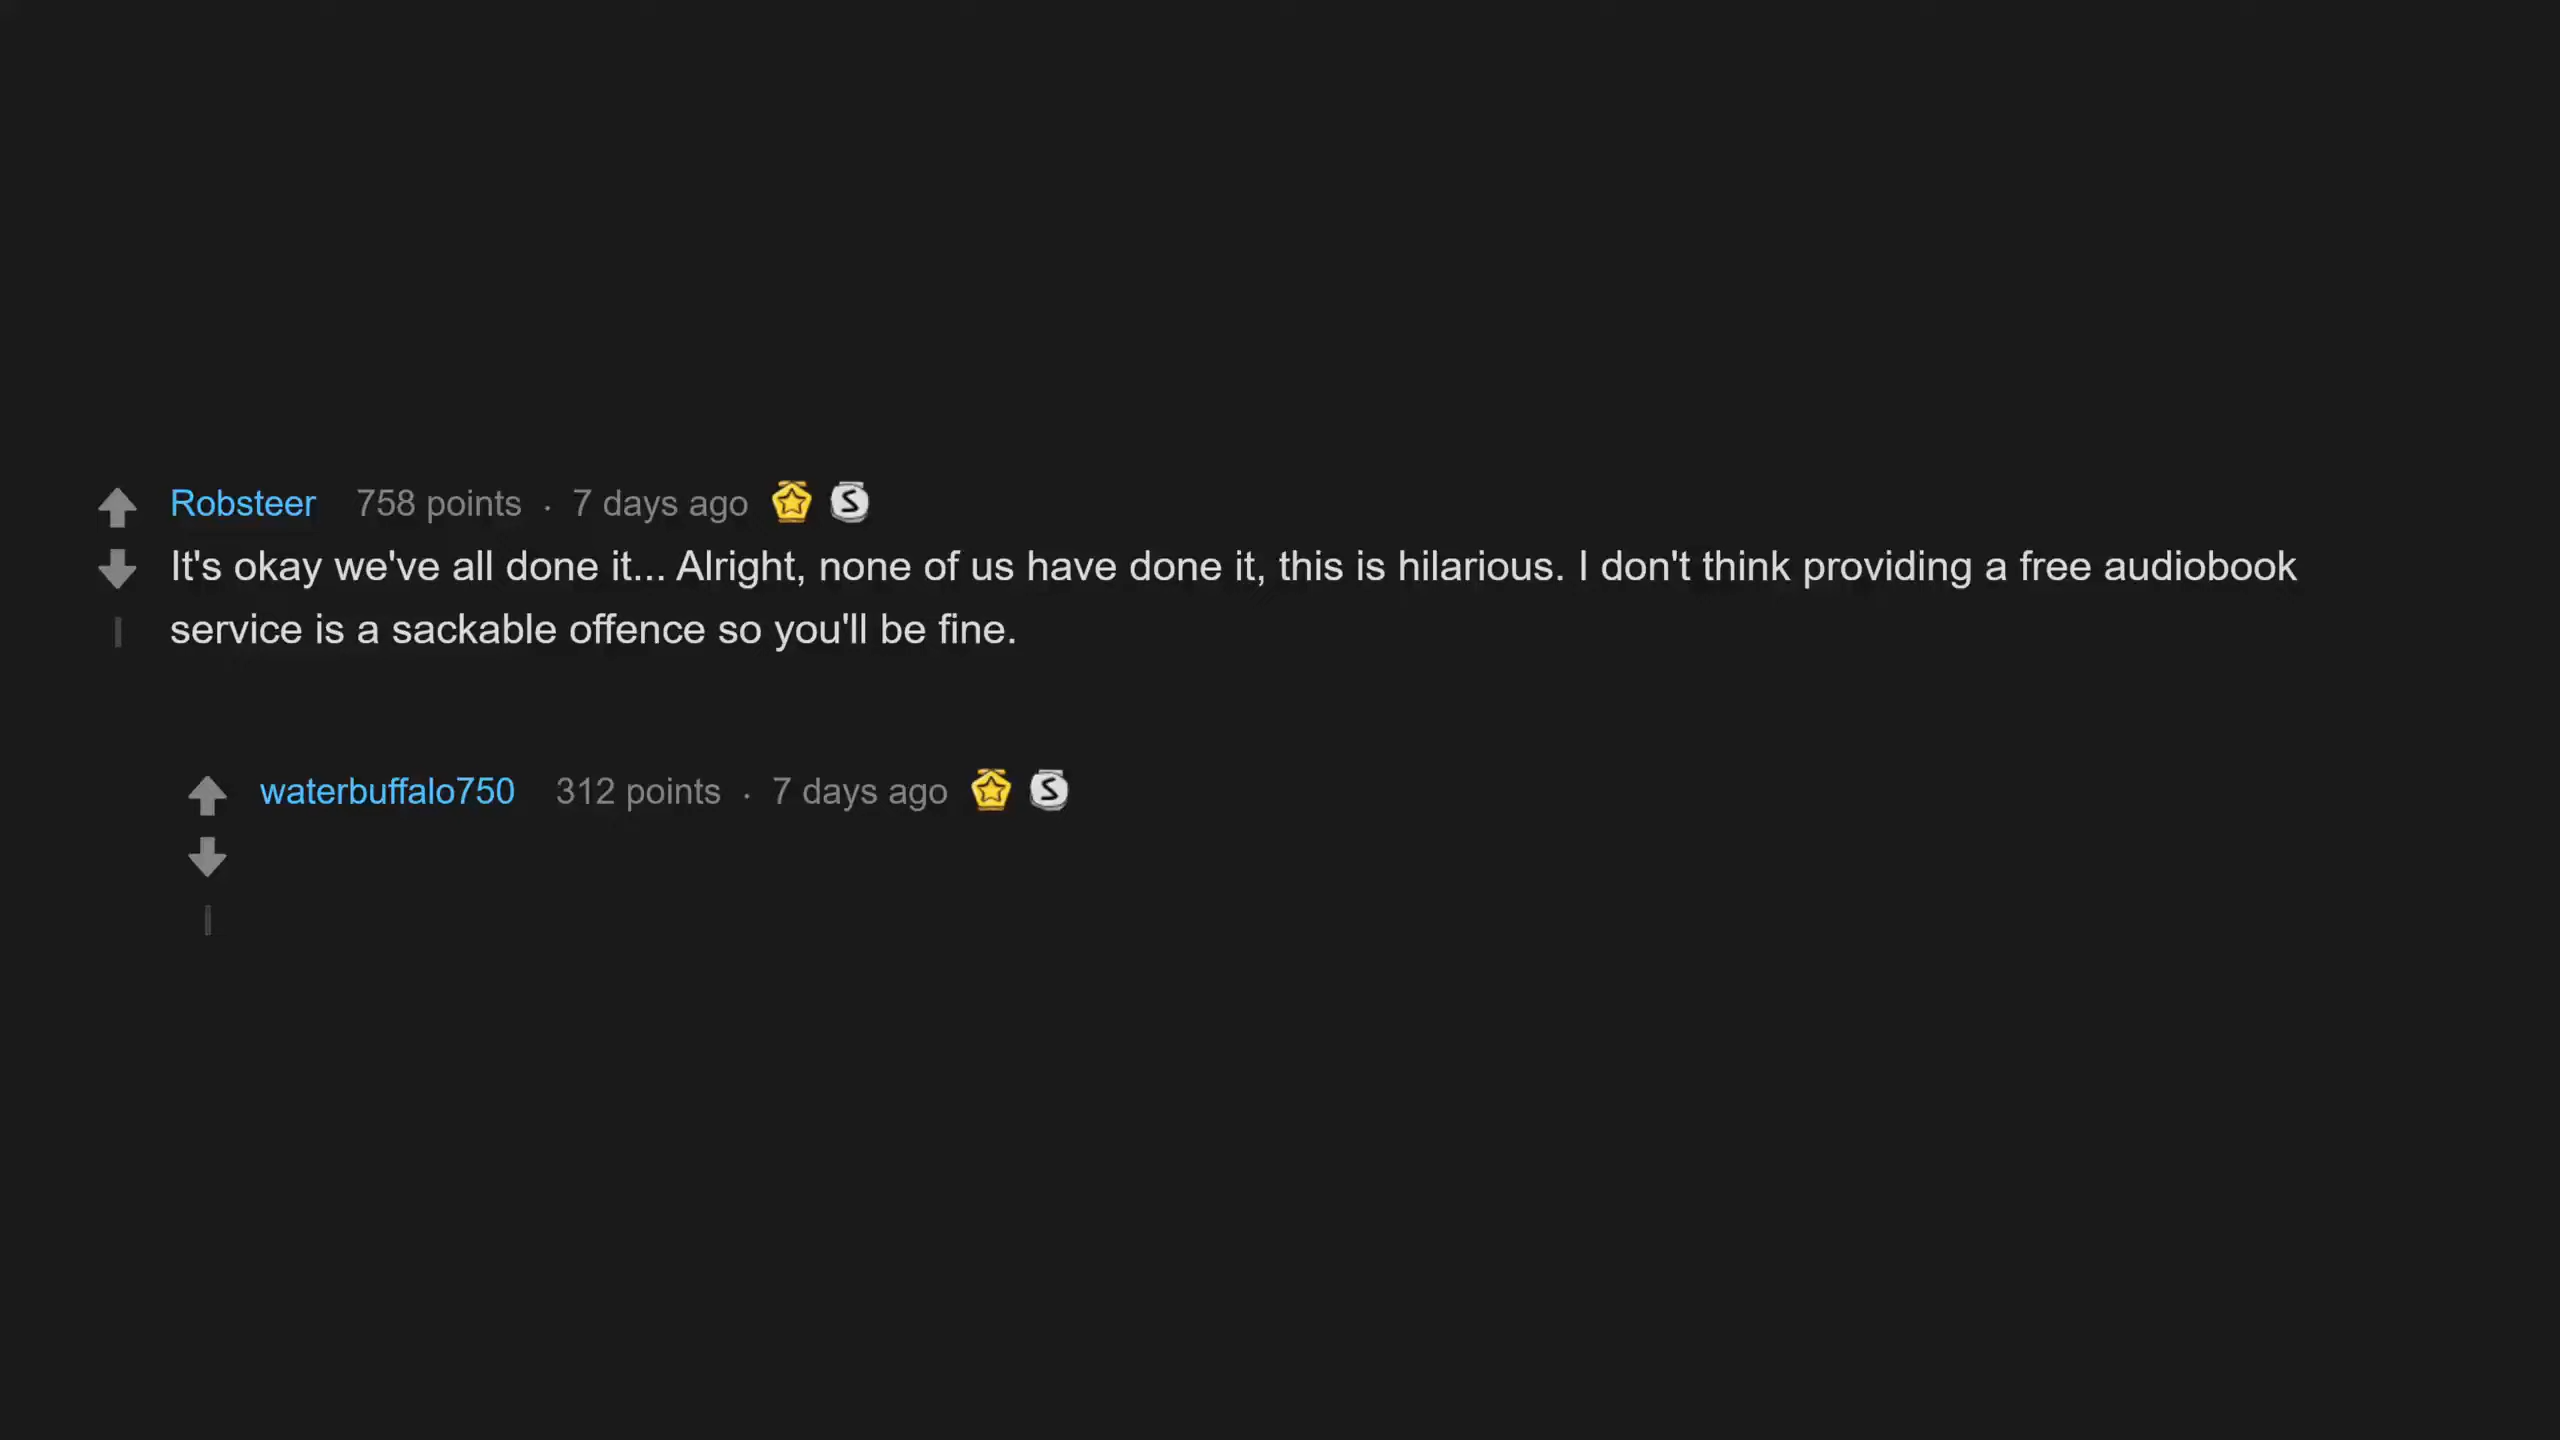 Robsteer 758 points · 7 days ago S
It's okay we've all done it... Alright, none of us have done it, this is hilarious. I don't think providing a free audiobook
service is a sackable offence so you'll be fine.
waterbuffalo750 312 points · 7 days ago S